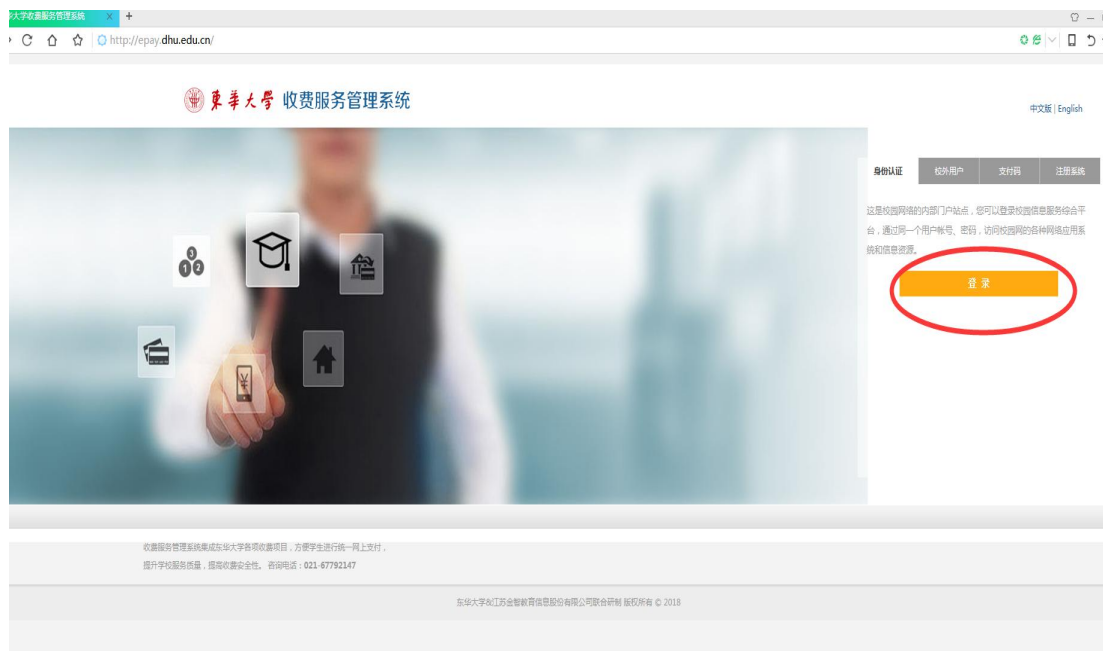 大学收费服务管理系统 × +
http://epay.dhu.edu.cn/
東華大學 收费服务管理系统
中文版 | English
身份认证 校外用户 支付码 注册系统
这是校园网络的内部门户站点，您可以登录校园信息服务综合平
台，通过同一个用户帐号、密码，访问校园网的各种网络应用系
统和信息资源。
登 录
3
1 2
¥
收费服务管理系统集成东华大学各项收费项目，方便学生进行统一网上支付，
提升学校服务质量，提高收费安全性。 咨询电话：021-67792147
东华大学&江苏金智教育信息股份有限公司联合研制 版权所有 © 2018